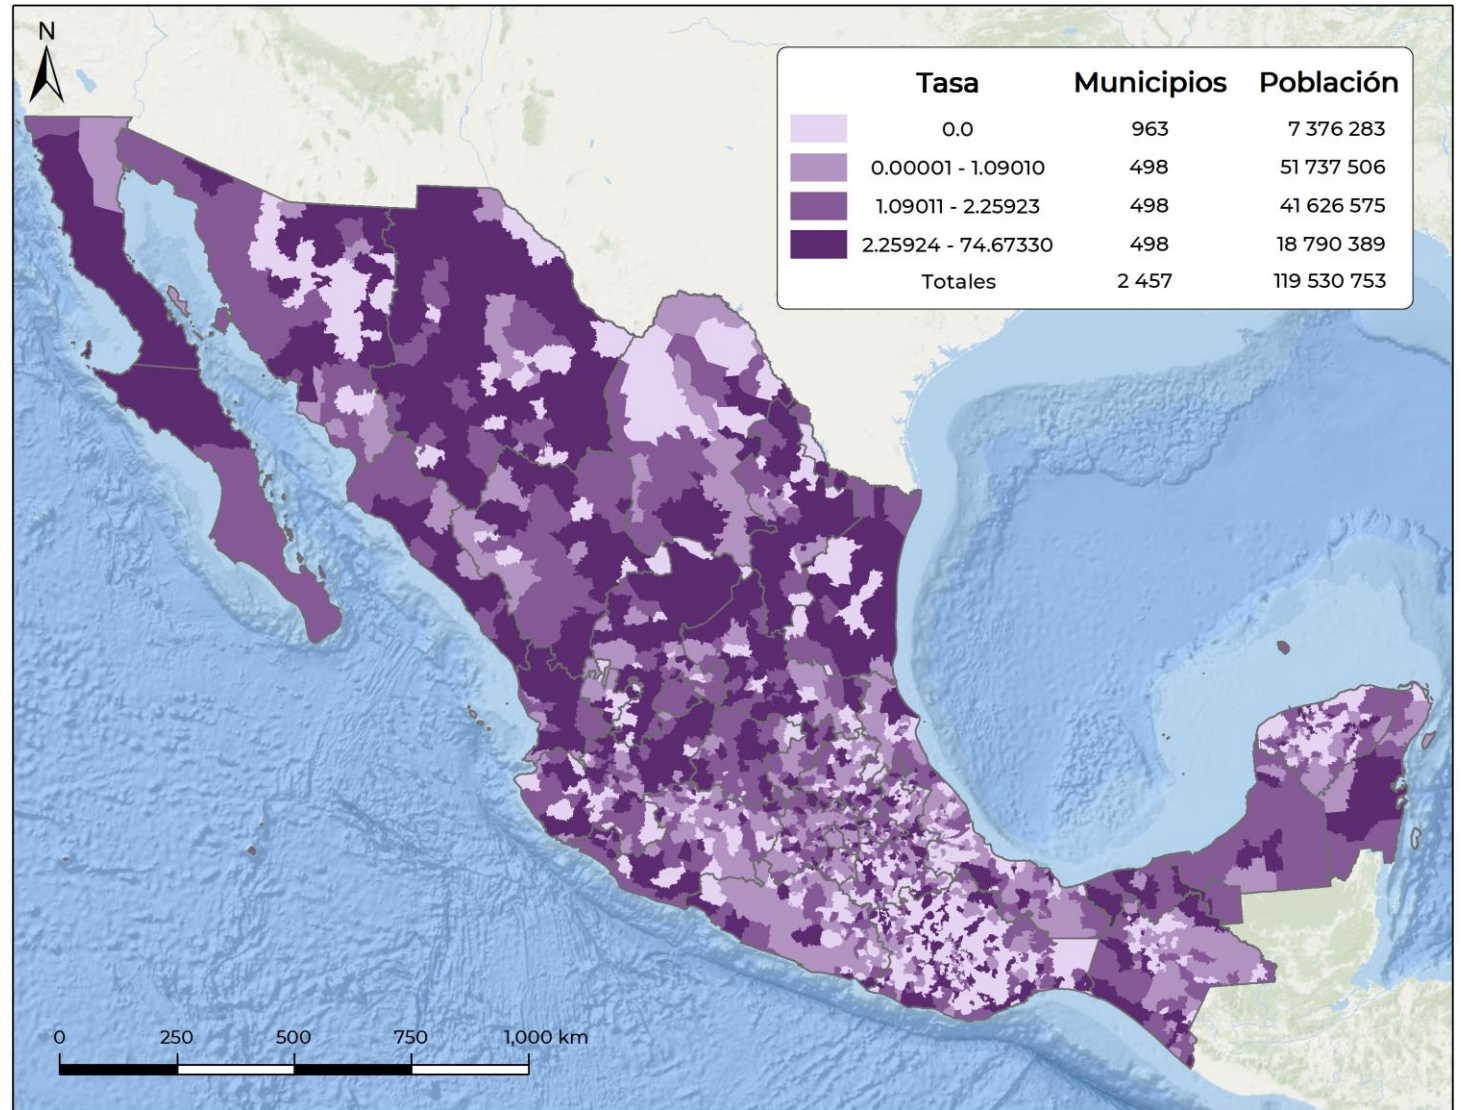 N
Tasa Municipios Población
0.0 963 7 376 283
0.00001 - 1.09010 498 51 737 506
1.09011 - 2.25923 498 41 626 575
2.25924 - 74.67330 498 18 790 389
Totales 2 457 119 530 753
0 250 500 750 1,000 km